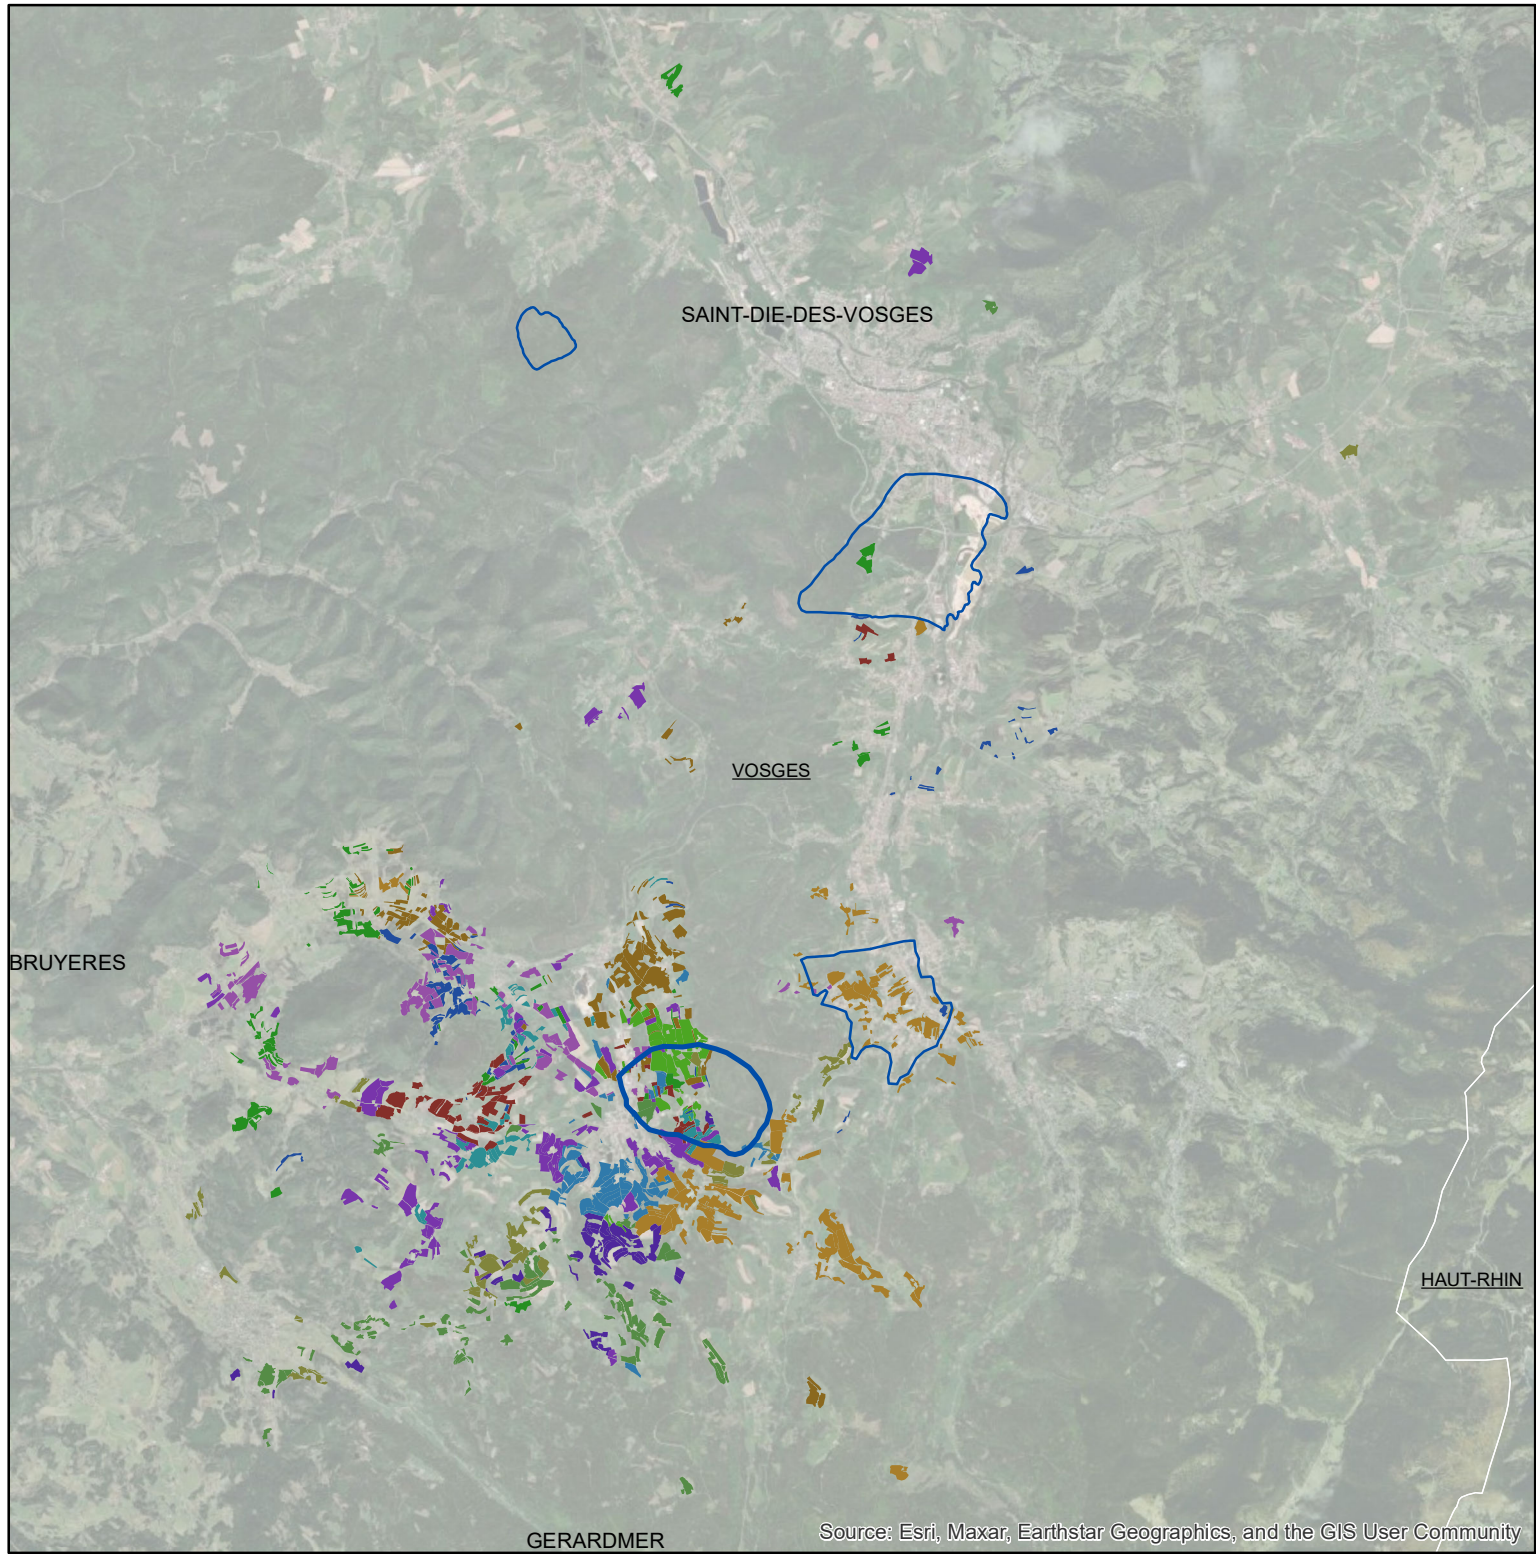 SAINT-DIE-DES-VOSGES
VOSGES
BRUYERES
HAUT-RHIN
Source: Esri, Maxar, Earthstar Geographics, and the GIS User Community
GERARDMER